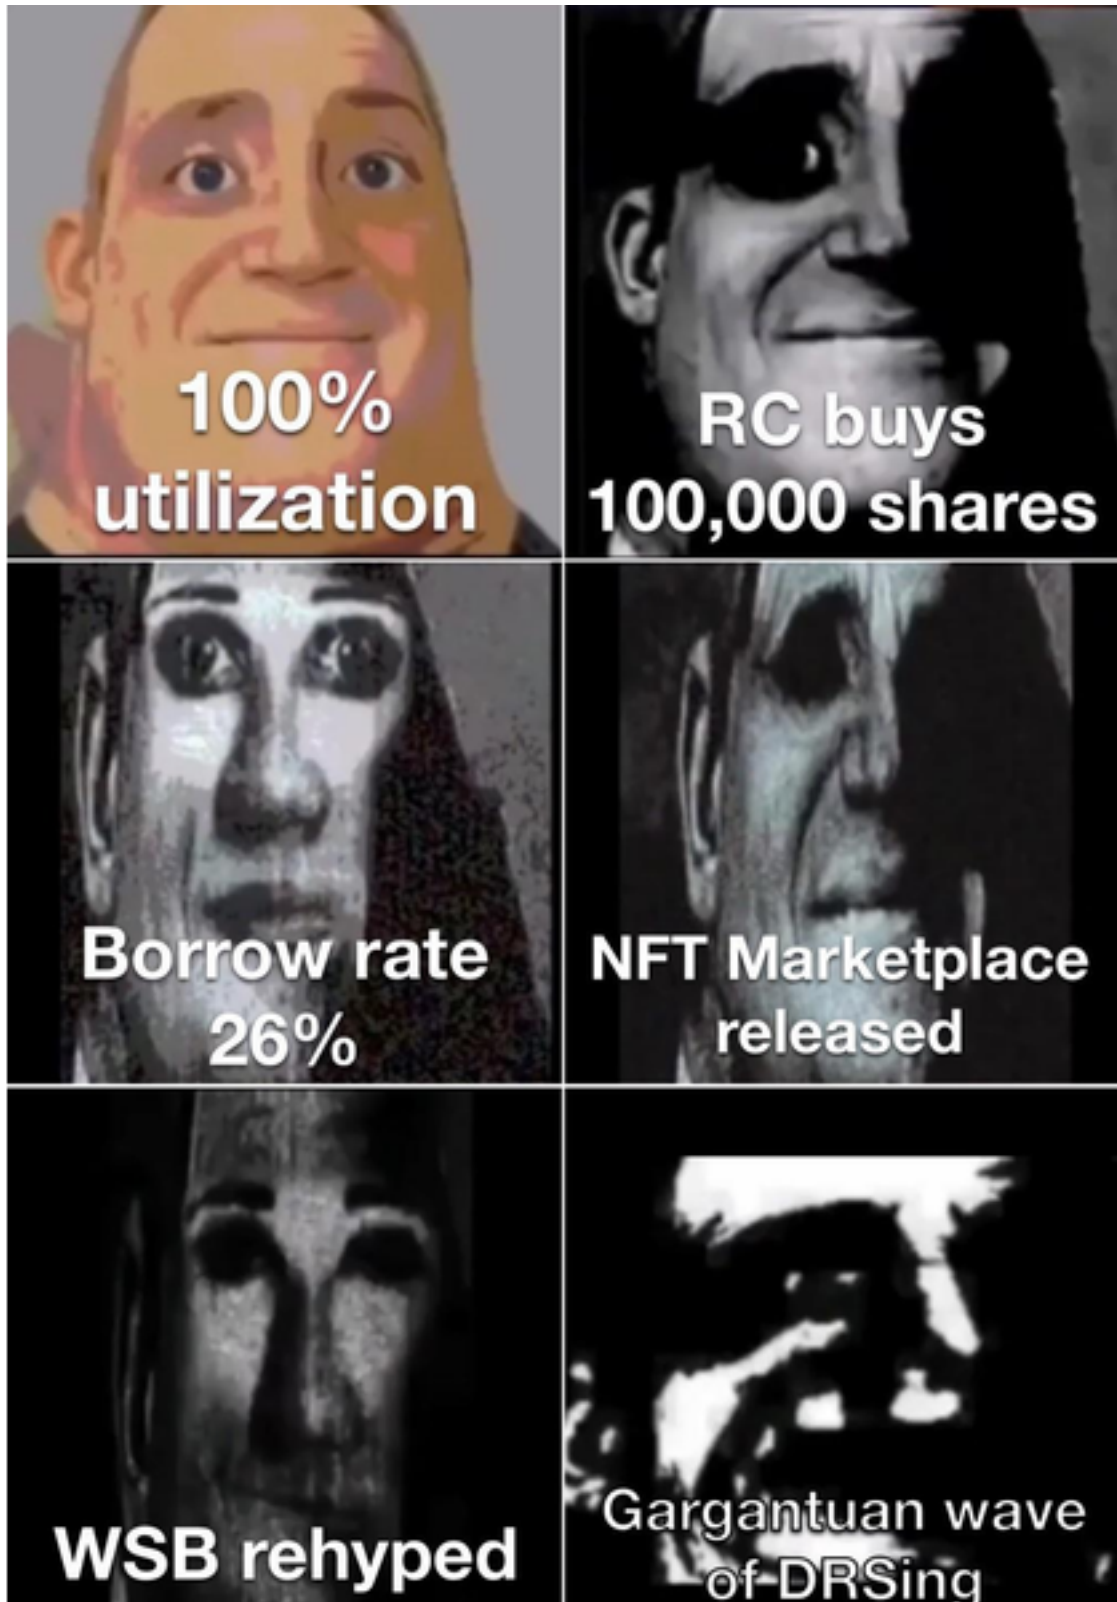 100%
utilization
RC buys
100,000 shares
Borrow rate
26%
NFT Marketplace
released
WSB rehyped
Gargantuan wave
of DRSing